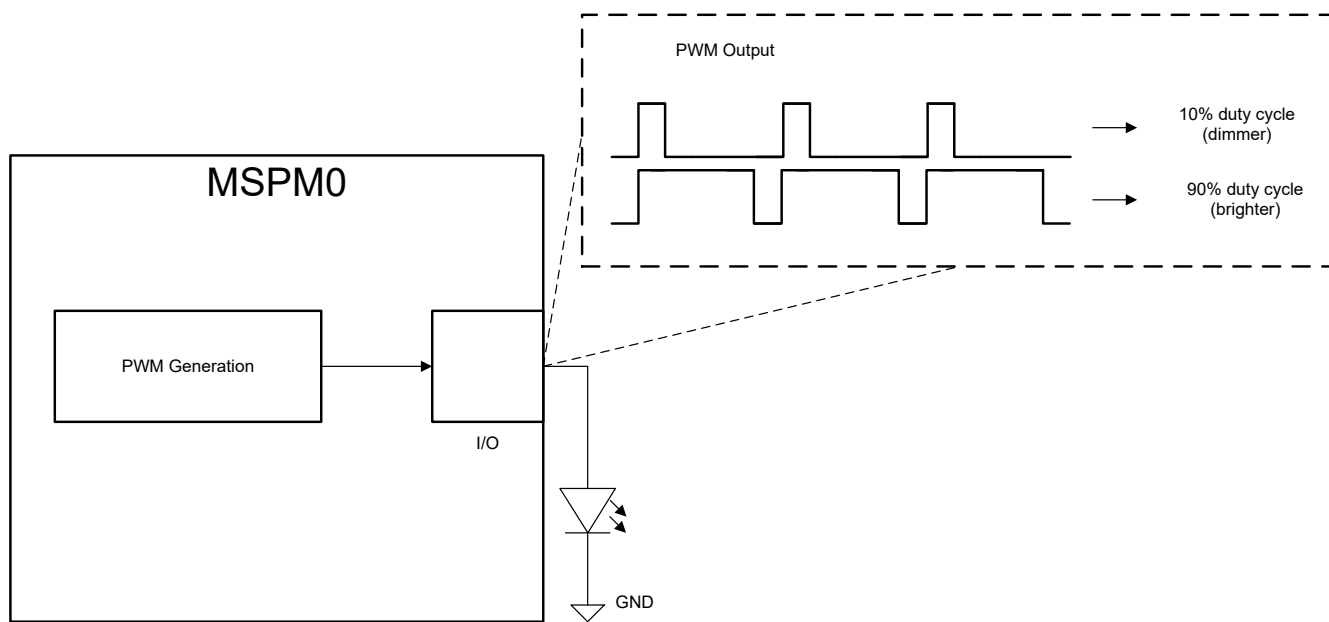 PWM Output
10% duty cycle
(dimmer)
90% duty cycle
(brighter)
MSPM0
PWM Generation
I/O
GND